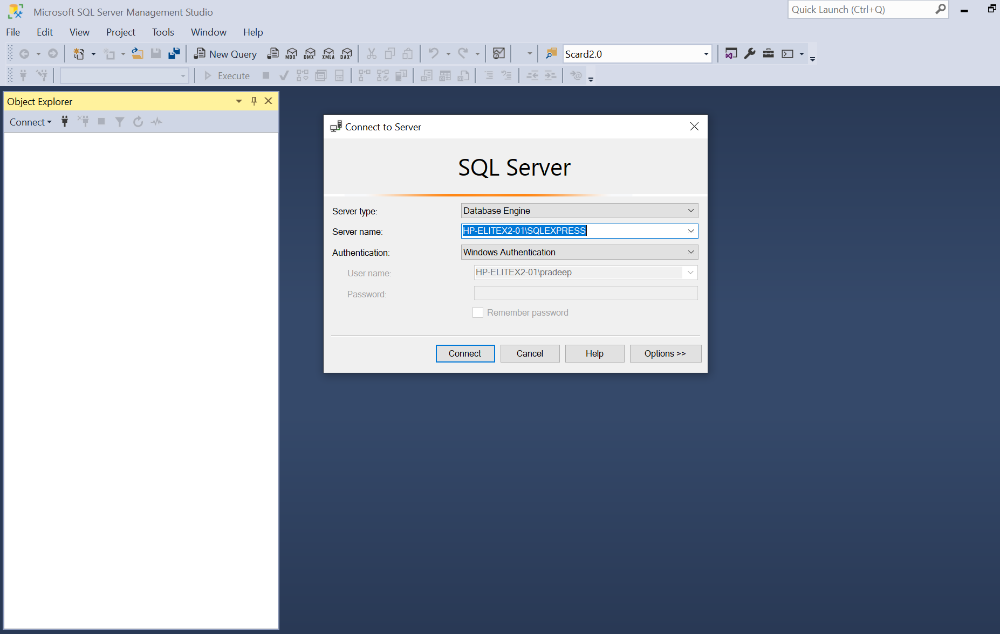 Microsoft SQL Server Management Studio
Quick Launch (Ctrl+Q)
File Edit View Project Tools Window Help
New Query MDX DMX XMLA DAX Scard2.0
Execute
Object Explorer
Connect
Connect to Server
SQL Server
Server type: Database Engine
Server name: HP-ELITEX2-01\SQLEXPRESS
Authentication: Windows Authentication
User name: HP-ELITEX2-01\pradeep
Password:
Remember password
Connect Cancel Help Options >>